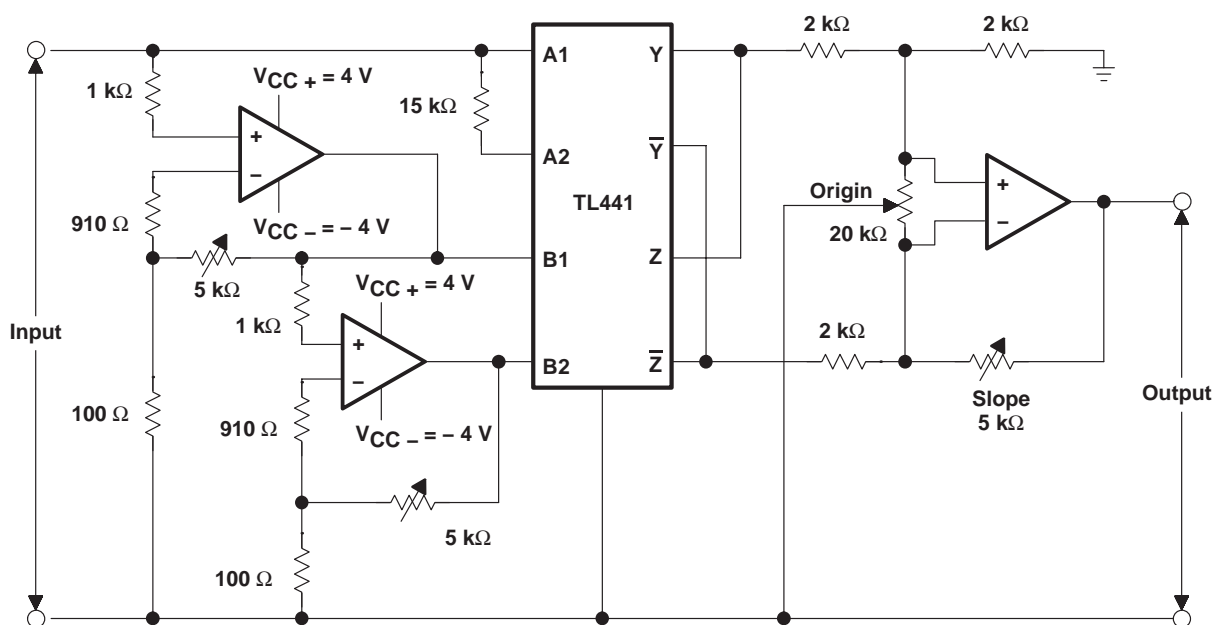 2 kΩ
2 kΩ
A1
Y
1 kΩ
VCC + = 4 V
15 kΩ
+
−
A2
Y̅
+
−
TL441
Origin
20 kΩ
910 Ω
VCC − = − 4 V
B1
Z
5 kΩ
VCC + = 4 V
Input
1 kΩ
2 kΩ
+
−
B2
Z̅
Slope
5 kΩ
Output
100 Ω
910 Ω
VCC − = − 4 V
5 kΩ
100 Ω